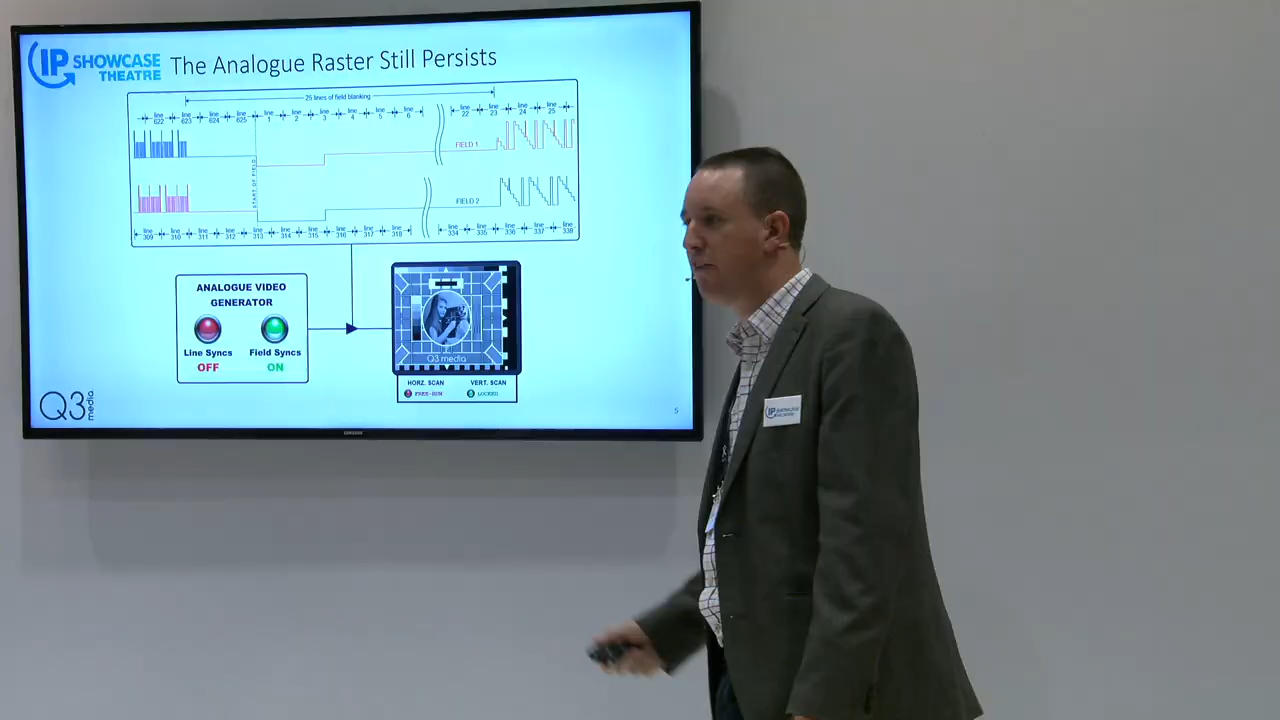 IP SHOWCASE
THEATRE
The Analogue Raster Still Persists
25 lines of field blanking
line 622 line 623 line 624 line 625 line 1 line 2 line 3 line 4 line 5 line 6 line 22 line 23 line 24 line 25
FIELD 1
START OF FIELD
FIELD 2
line 309 line 310 line 311 line 312 line 313 line 314 line 315 line 316 line 317 line 318 line 334 line 335 line 336 line 337 line 338
ANALOGUE VIDEO
GENERATOR
Line Syncs Field Syncs
OFF ON
Q3 media
HORZ. SCAN VERT. SCAN
FREE-RUN LOCKED
Q3 media
5
SAMSUNG
IP SHOWCASE
THEATRE